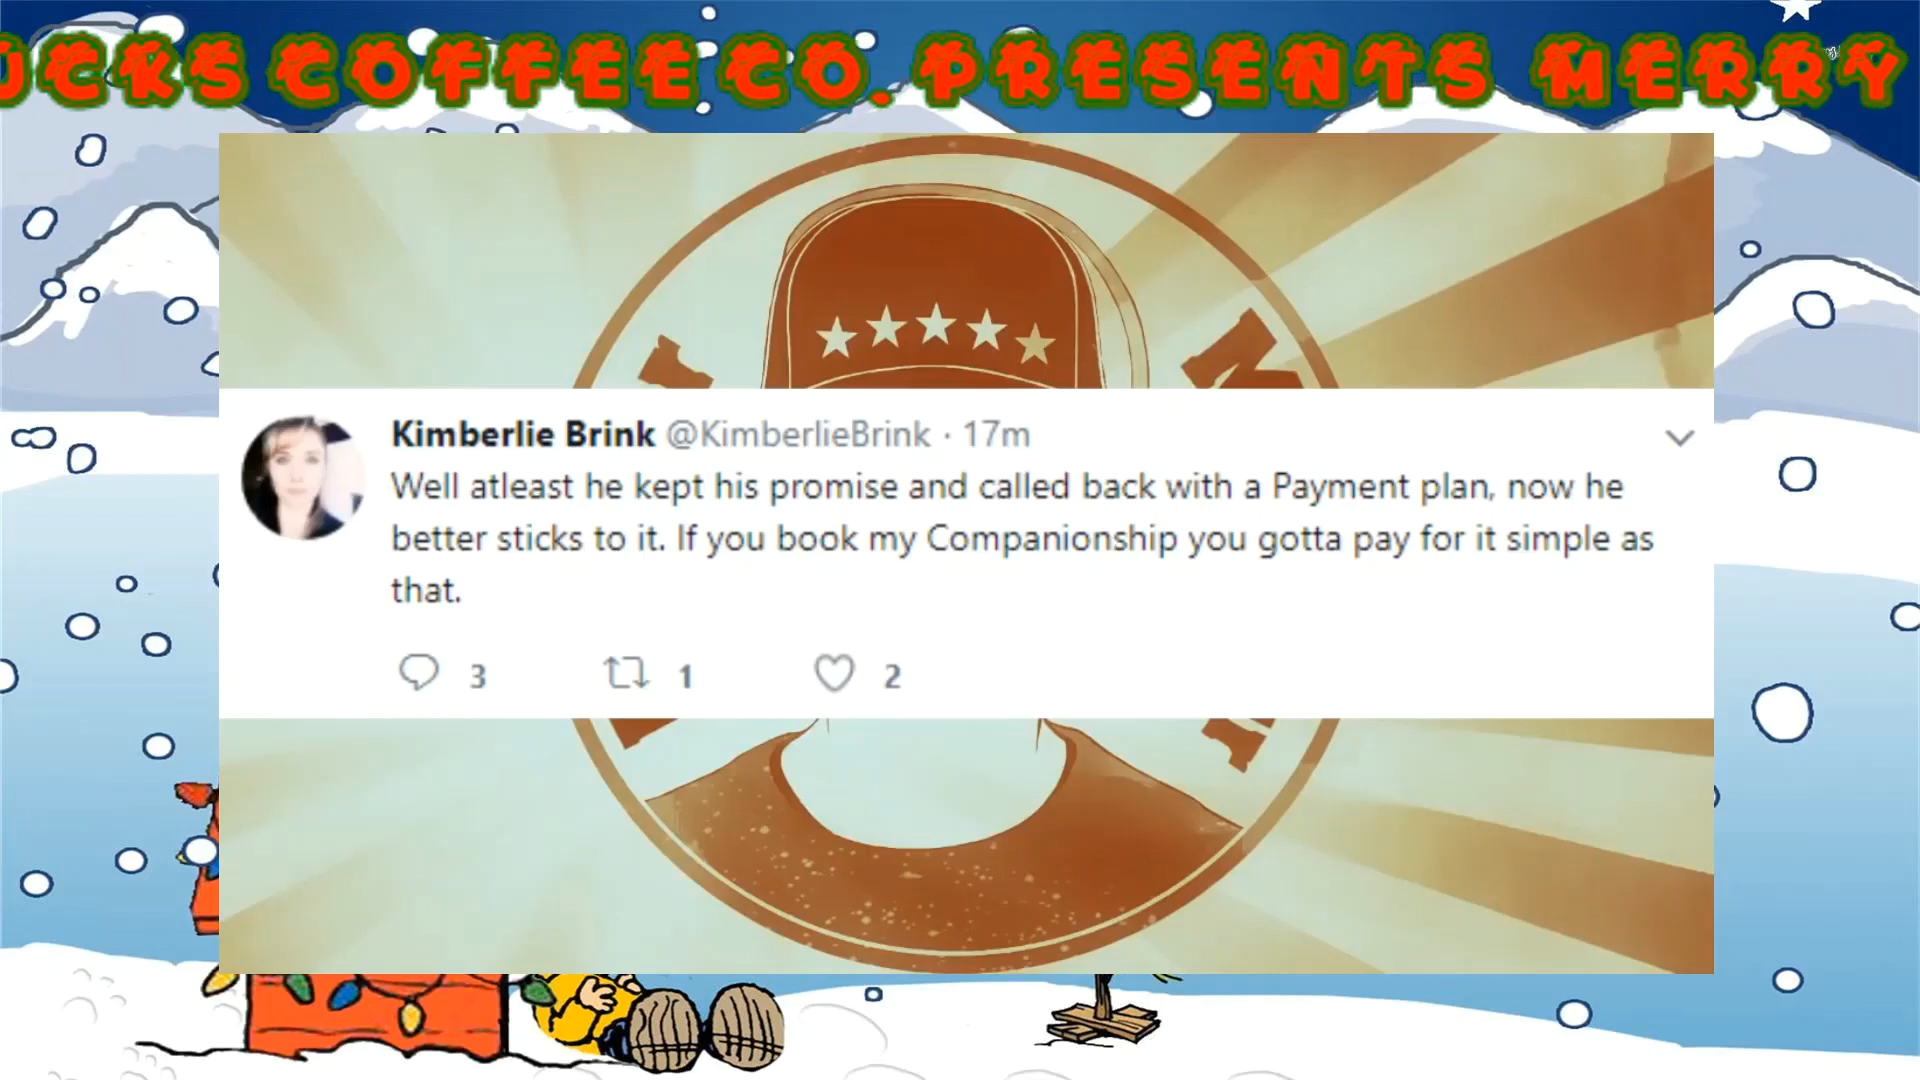 UCKS COFFEE CO. PRESENTS MERRY
Kimberlie Brink @KimberlieBrink · 17m
Well atleast he kept his promise and called back with a Payment plan, now he
better sticks to it. If you book my Companionship you gotta pay for it simple as
that.
3 1 2